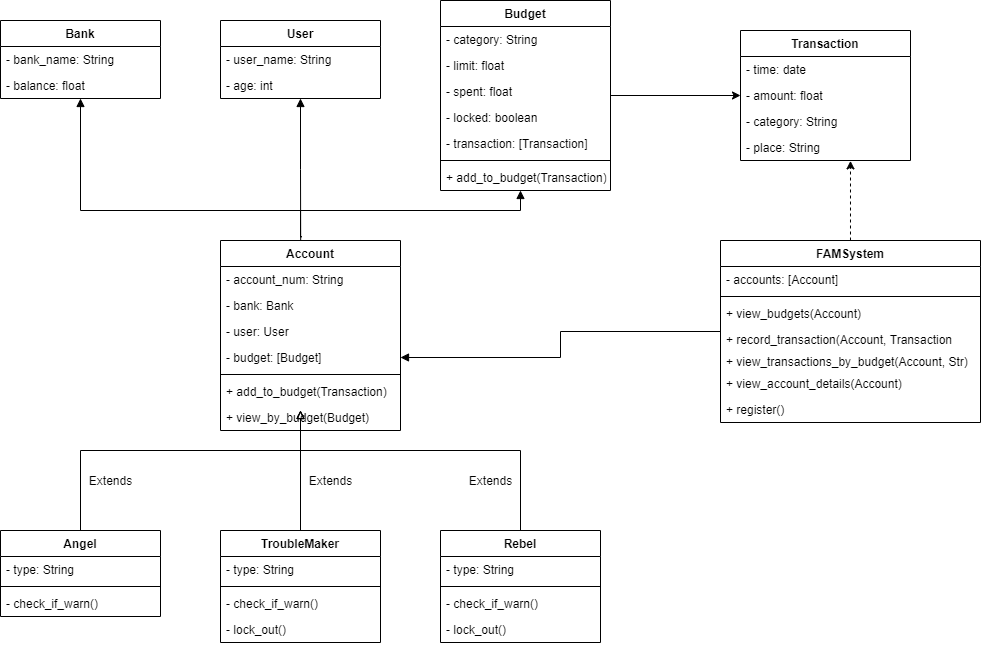 Bank
- bank_name: String
- balance: float
User
- user_name: String
- age: int
Budget
- category: String
- limit: float
- spent: float
- locked: boolean
- transaction: [Transaction]
+ add_to_budget(Transaction)
Transaction
- time: date
- amount: float
- category: String
- place: String
Account
- account_num: String
- bank: Bank
- user: User
- budget: [Budget]
+ add_to_budget(Transaction)
+ view_by_budget(Budget)
FAMSystem
- accounts: [Account]
+ view_budgets(Account)
+ record_transaction(Account, Transaction
+ view_transactions_by_budget(Account, Str)
+ view_account_details(Account)
+ register()
Extends
Extends
Extends
Angel
- type: String
- check_if_warn()
TroubleMaker
- type: String
- check_if_warn()
- lock_out()
Rebel
- type: String
- check_if_warn()
- lock_out()